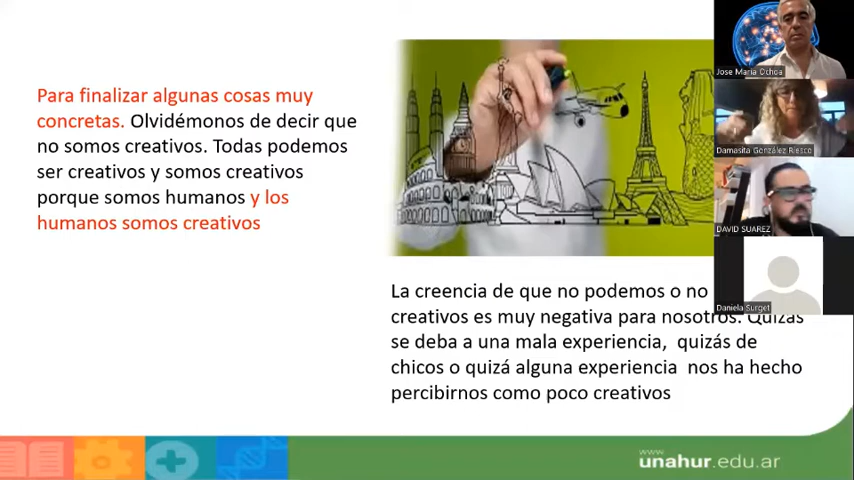 Para finalizar algunas cosas muy
concretas. Olvidémonos de decir que
no somos creativos. Todas podemos
ser creativos y somos creativos
porque somos humanos y los
humanos somos creativos
La creencia de que no podemos o no
creativos es muy negativa para nosotros. Quizás
se deba a una mala experiencia, quizás de
chicos o quizá alguna experiencia nos ha hecho
percibirnos como poco creativos
Jose Maria Ochoa
Damasita González Riesco
DAVID SUAREZ
Daniela Surget
www
unahur.edu.ar